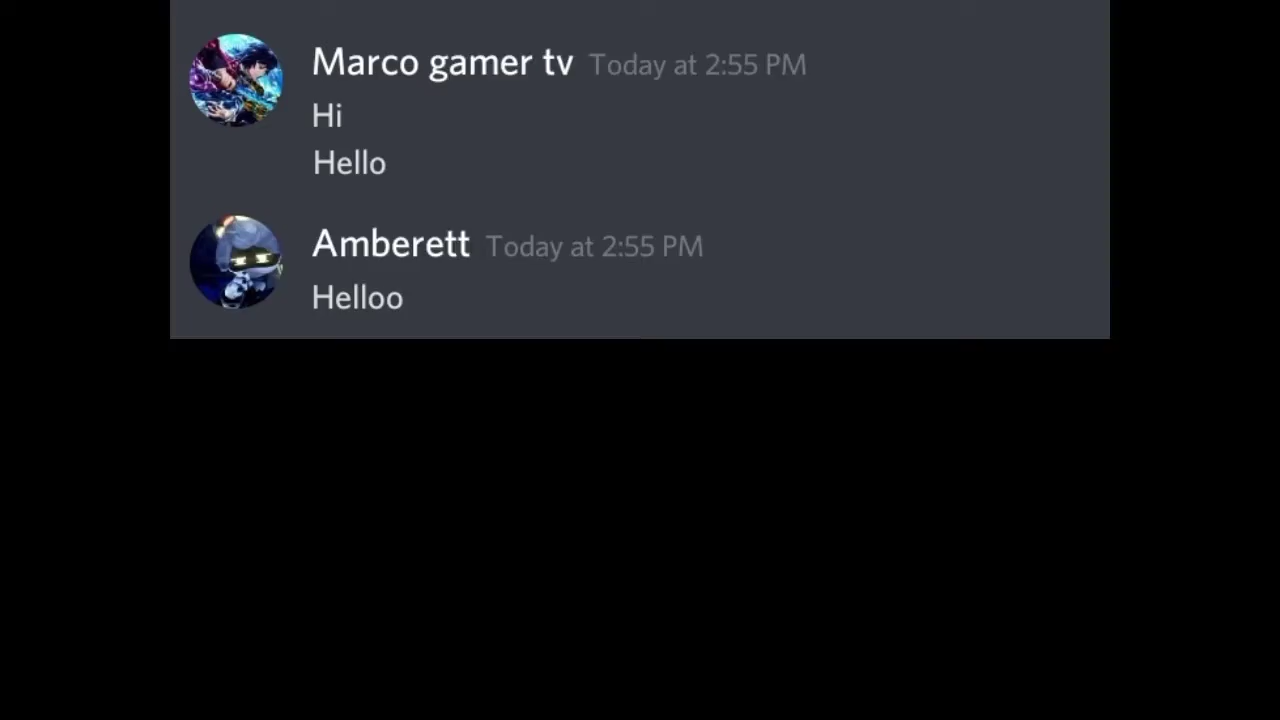 Marco gamer tv Today at 2:55 PM
Hi
Hello
Amberett Today at 2:55 PM
Helloo